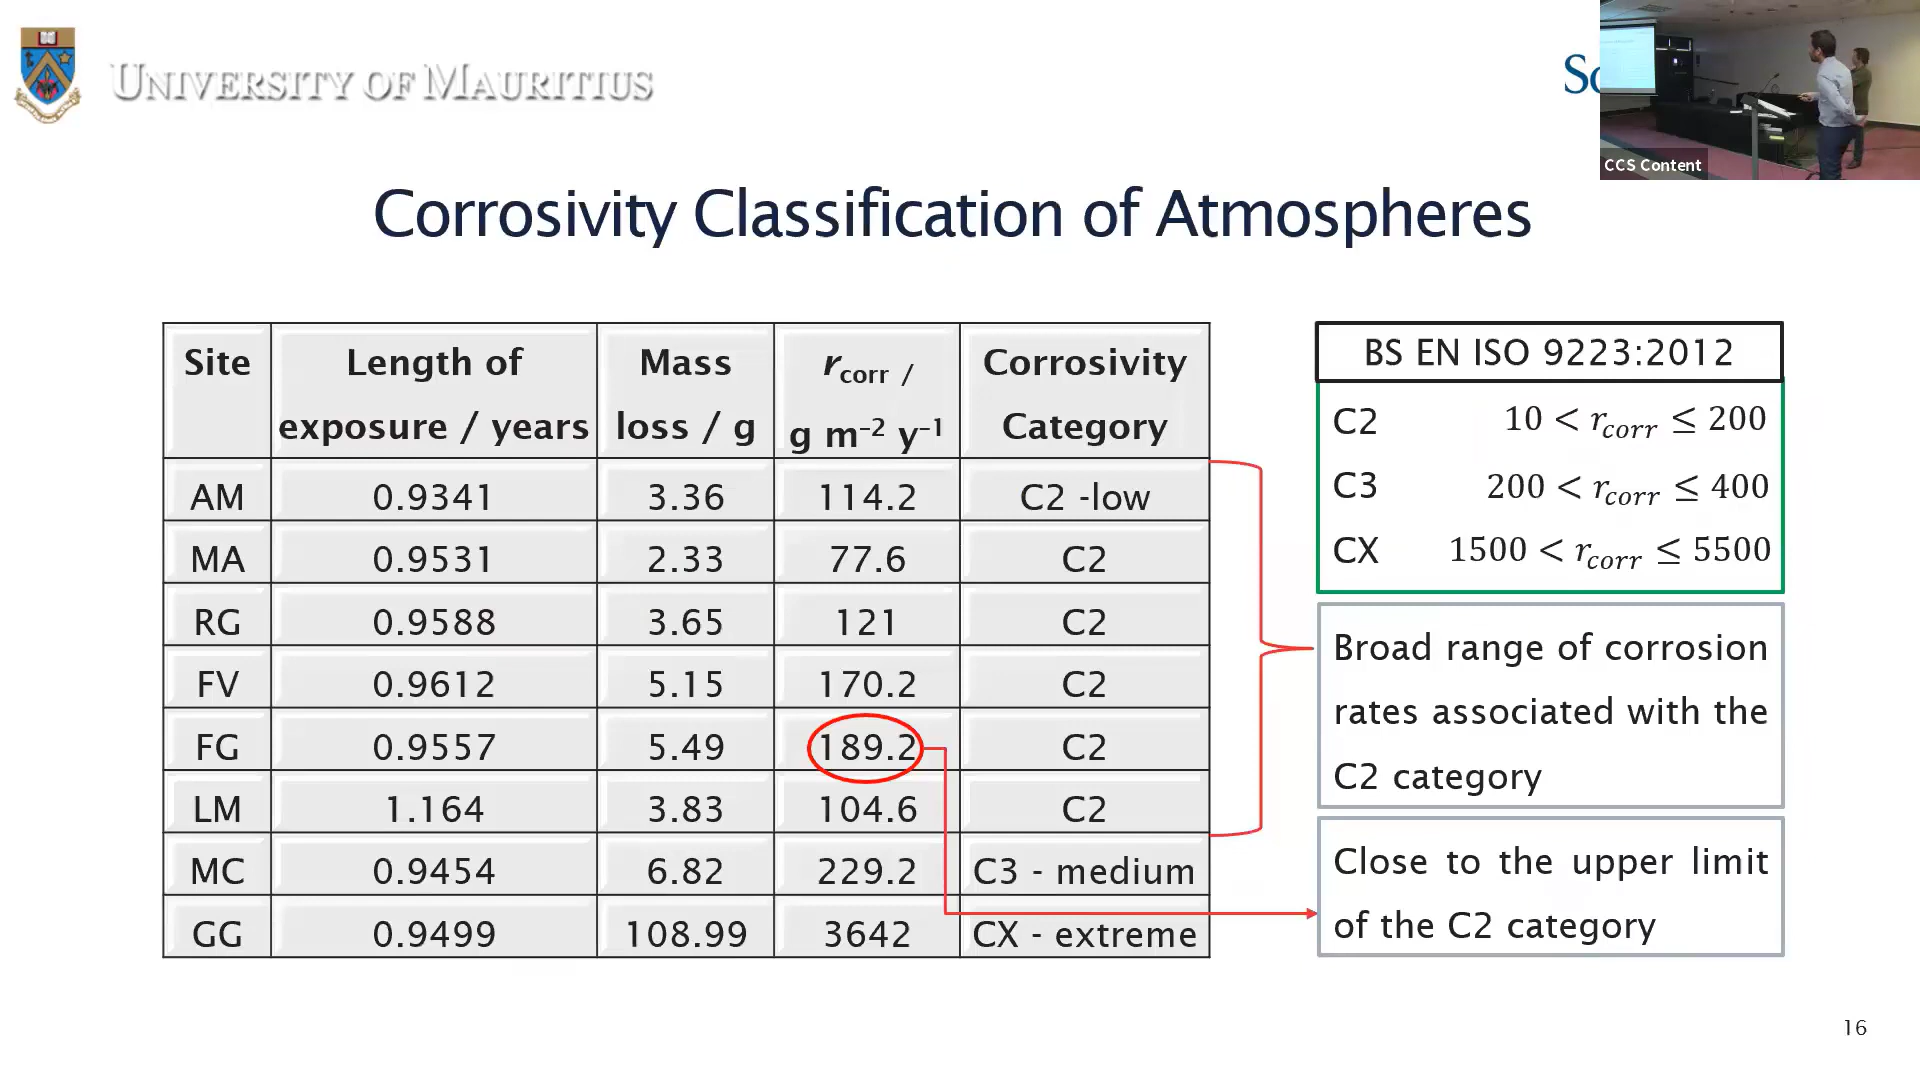 UNIVERSITY OF MAURITIUS
CCS Content
Corrosivity Classification of Atmospheres
Site Length of exposure / years Mass loss / g r_corr / g m⁻² y⁻¹ Corrosivity Category
AM 0.9341 3.36 114.2 C2 -low
MA 0.9531 2.33 77.6 C2
RG 0.9588 3.65 121 C2
FV 0.9612 5.15 170.2 C2
FG 0.9557 5.49 189.2 C2
LM 1.164 3.83 104.6 C2
MC 0.9454 6.82 229.2 C3 - medium
GG 0.9499 108.99 3642 CX - extreme
BS EN ISO 9223:2012
C2 10 < r_corr ≤ 200
C3 200 < r_corr ≤ 400
CX 1500 < r_corr ≤ 5500
Broad range of corrosion
rates associated with the
C2 category
Close to the upper limit
of the C2 category
16